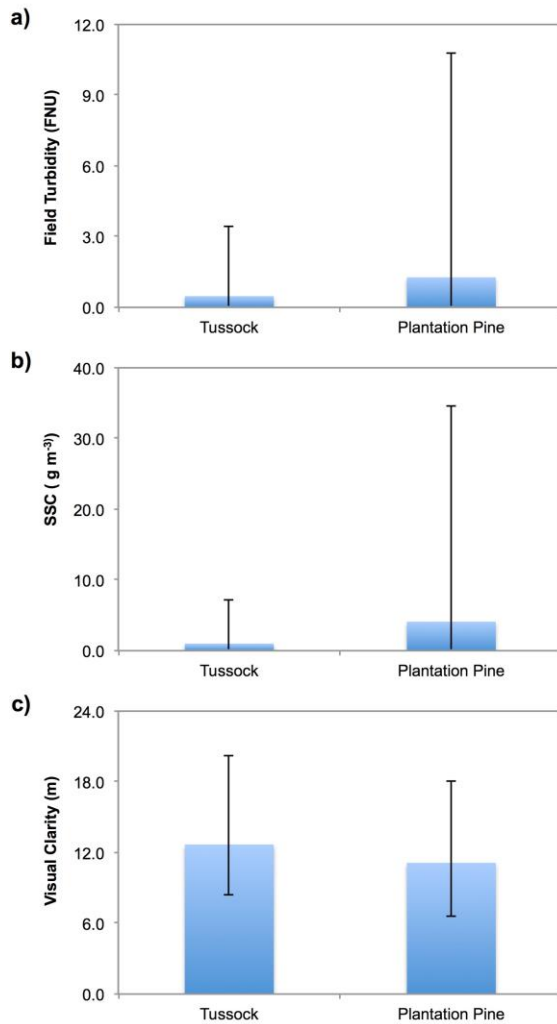 a)
12.0
9.0
6.0
3.0
0.0
Field Turbidity (FNU)
Tussock Plantation Pine
b)
40.0
30.0
20.0
10.0
0.0
SSC ( g m⁻³⁾)
Tussock Plantation Pine
c)
24.0
18.0
12.0
6.0
0.0
Visual Clarity (m)
Tussock Plantation Pine